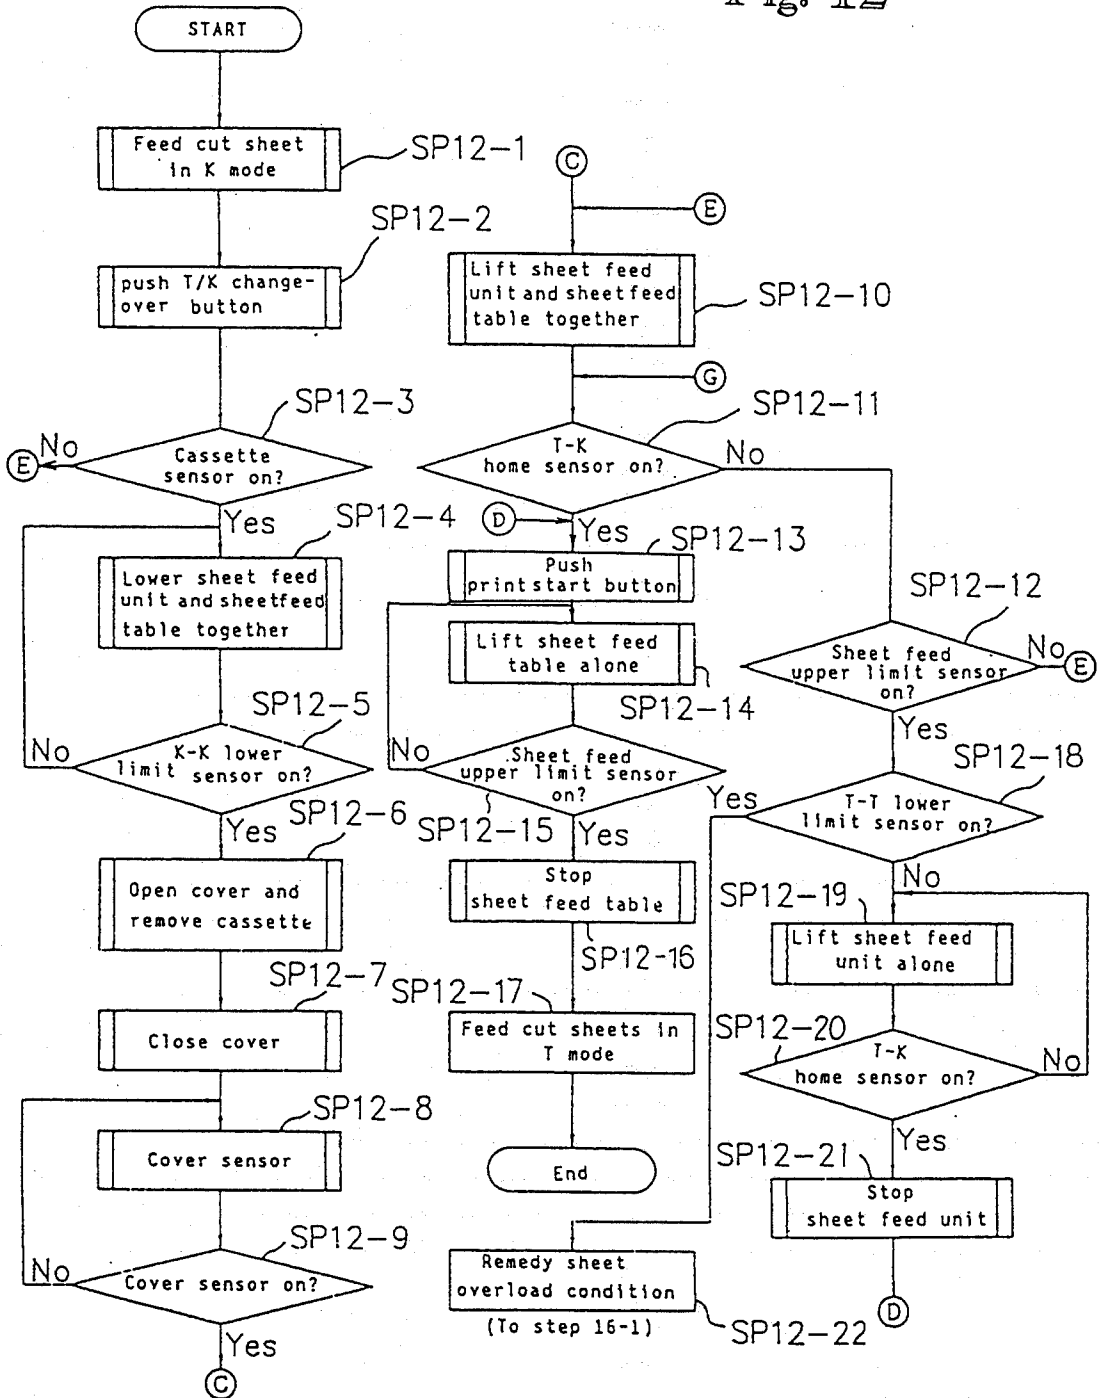 Fig. 12
START
Feed cut sheet
in K mode
SP12-1
push T/K change-
over button
SP12-2
SP12-3
Cassette
sensor on?
No
E
Yes
SP12-4
Lower sheet feed
unit and sheetfeed
table together
SP12-5
K-K lower
limit sensor on?
No
Yes
SP12-6
Open cover and
remove cassette
SP12-7
Close cover
SP12-8
Cover sensor
SP12-9
Cover sensor on?
No
Yes
C
C
E
Lift sheet feed
unit and sheetfeed
table together
SP12-10
G
SP12-11
T-K
home sensor on?
No
D
Yes
SP12-13
Push
print start button
Lift sheet feed
table alone
SP12-14
.Sheet feed
upper limit sensor
on?
No
SP12-15
Yes
Stop
sheet feed table
SP12-16
SP12-17
Feed cut sheets in
T mode
End
Remedy sheet
overload condition
(To step 16-1)
SP12-22
SP12-12
Sheet feed
upper limit sensor
on?
No
E
Yes
SP12-18
T-T lower
limit sensor on?
Yes
No
SP12-19
Lift sheet feed
unit alone
SP12-20
T-K
home sensor on?
No
Yes
SP12-21
Stop
sheet feed unit
D